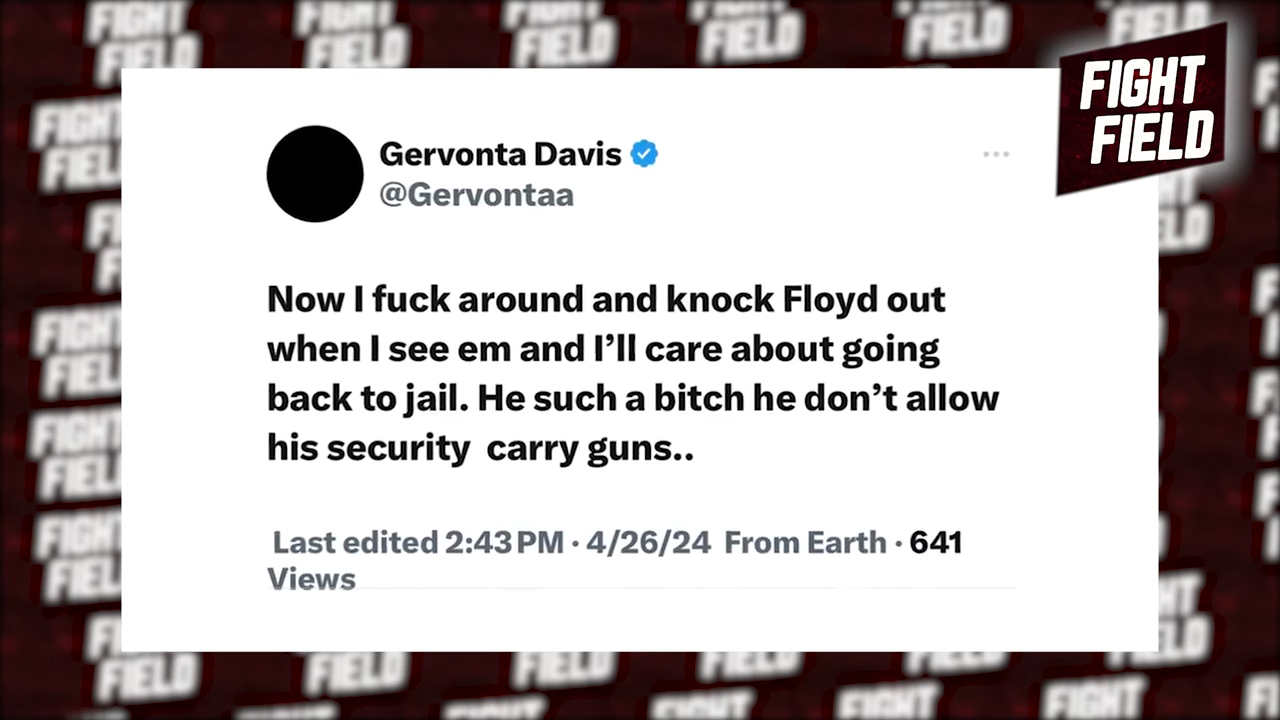 FIGHT
FIELD
Gervonta Davis
@Gervontaa
Now I fuck around and knock Floyd out
when I see em and I’ll care about going
back to jail. He such a bitch he don’t allow
his security  carry guns..
Last edited 2:43 PM · 4/26/24  From Earth · 641
Views